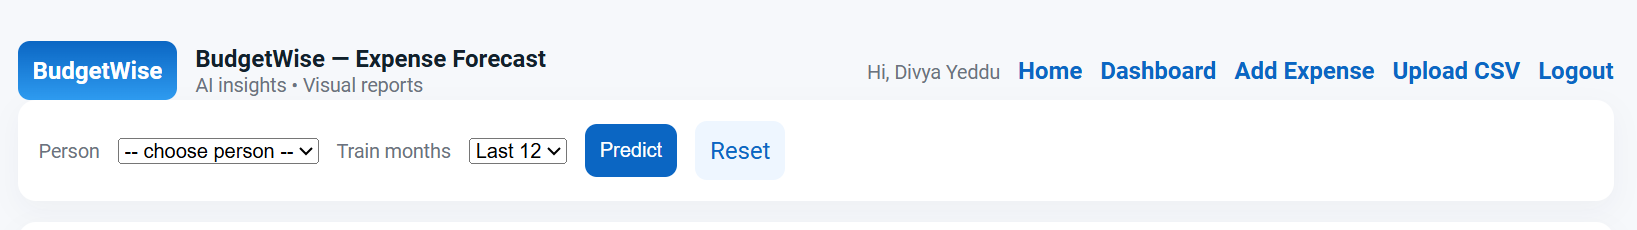 BudgetWise
BudgetWise — Expense Forecast
AI insights • Visual reports
Hi, Divya Yeddu Home Dashboard Add Expense Upload CSV Logout
Person -- choose person -- Train months Last 12 Predict Reset